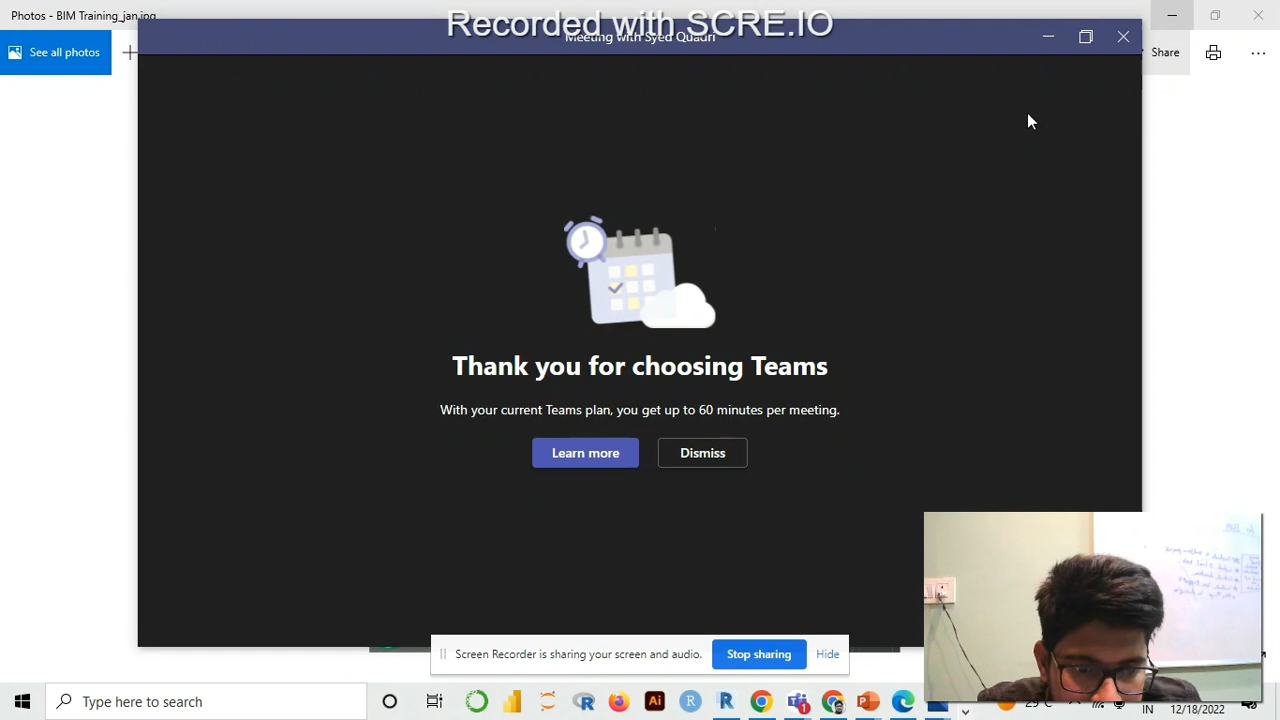 Photos - BIM Training_jan.jpg
Recorded with SCRE.IO
Meeting with Syed Quadri
See all photos
Share
Thank you for choosing Teams
With your current Teams plan, you get up to 60 minutes per meeting.
Learn more
Dismiss
Screen Recorder is sharing your screen and audio.
Stop sharing
Hide
Type here to search
Ai
R
R
1
IN
12/18/2022